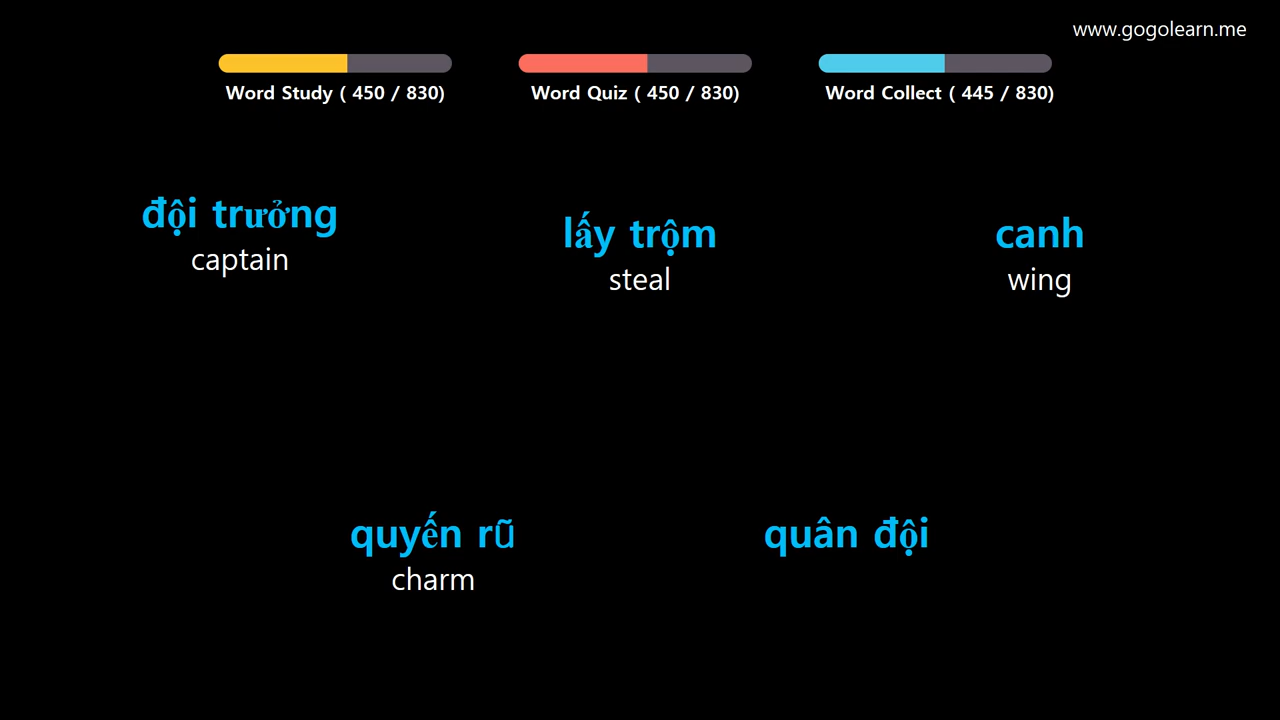 www.gogolearn.me
Word Study ( 450 / 830)
Word Quiz ( 450 / 830)
Word Collect ( 445 / 830)
đội trưởng
captain
lấy trộm
steal
canh
wing
quyến rũ
charm
quân đội